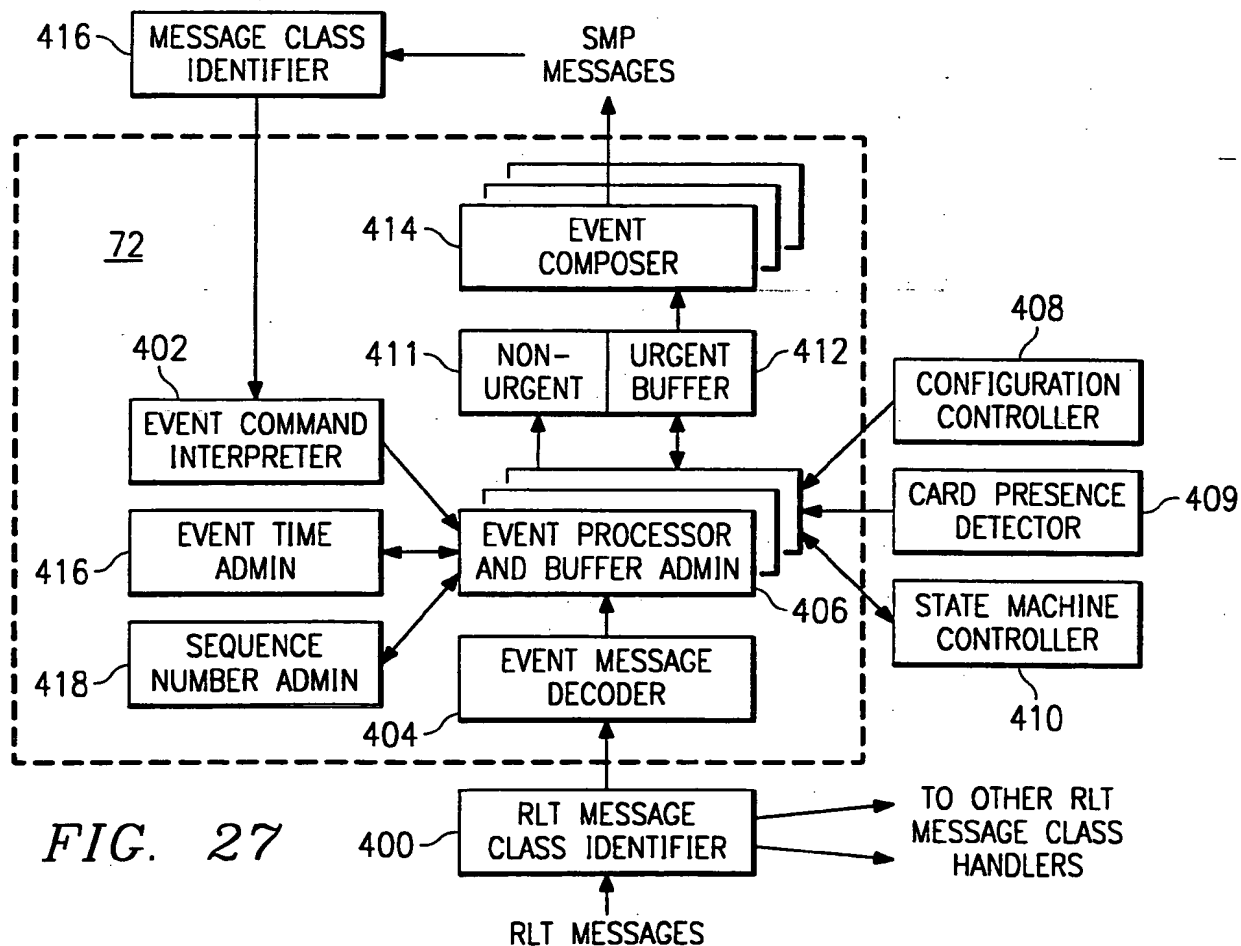 416
MESSAGE CLASS
IDENTIFIER
SMP
MESSAGES
72
414
EVENT
COMPOSER
411
NON-
URGENT
URGENT
BUFFER
412
408
CONFIGURATION
CONTROLLER
402
EVENT COMMAND
INTERPRETER
CARD PRESENCE
DETECTOR
409
416
EVENT TIME
ADMIN
EVENT PROCESSOR
AND BUFFER ADMIN
406
STATE MACHINE
CONTROLLER
410
418
SEQUENCE
NUMBER ADMIN
EVENT MESSAGE
DECODER
404
FIG. 27
400
RLT MESSAGE
CLASS IDENTIFIER
TO OTHER RLT
MESSAGE CLASS
HANDLERS
RLT MESSAGES